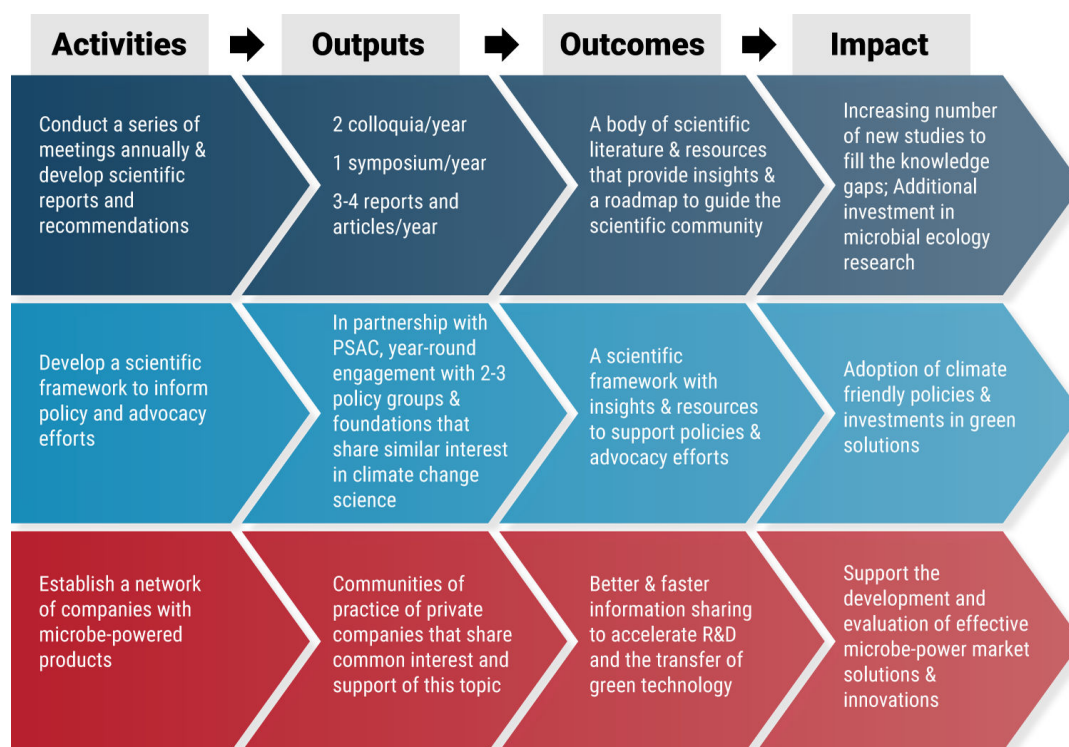 Activities
Outputs
Outcomes
Impact
Conduct a series of
meetings annually &
develop scientific
reports and
recommendations
2 colloquia/year
1 symposium/year
3-4 reports and
articles/year
A body of scientific
literature & resources
that provide insights &
a roadmap to guide the
scientific community
Increasing number
of new studies to
fill the knowledge
gaps; Additional
investment in
microbial ecology
research
Develop a scientific
framework to inform
policy and advocacy
efforts
In partnership with
PSAC, year-round
engagement with 2-3
policy groups &
foundations that
share similar interest
in climate change
science
A scientific
framework with
insights & resources
to support policies &
advocacy efforts
Adoption of climate
friendly policies &
investments in green
solutions
Establish a network
of companies with
microbe-powered
products
Communities of
practice of private
companies that share
common interest and
support of this topic
Better & faster
information sharing
to accelerate R&D
and the transfer of
green technology
Support the
development and
evaluation of effective
microbe-power market
solutions &
innovations